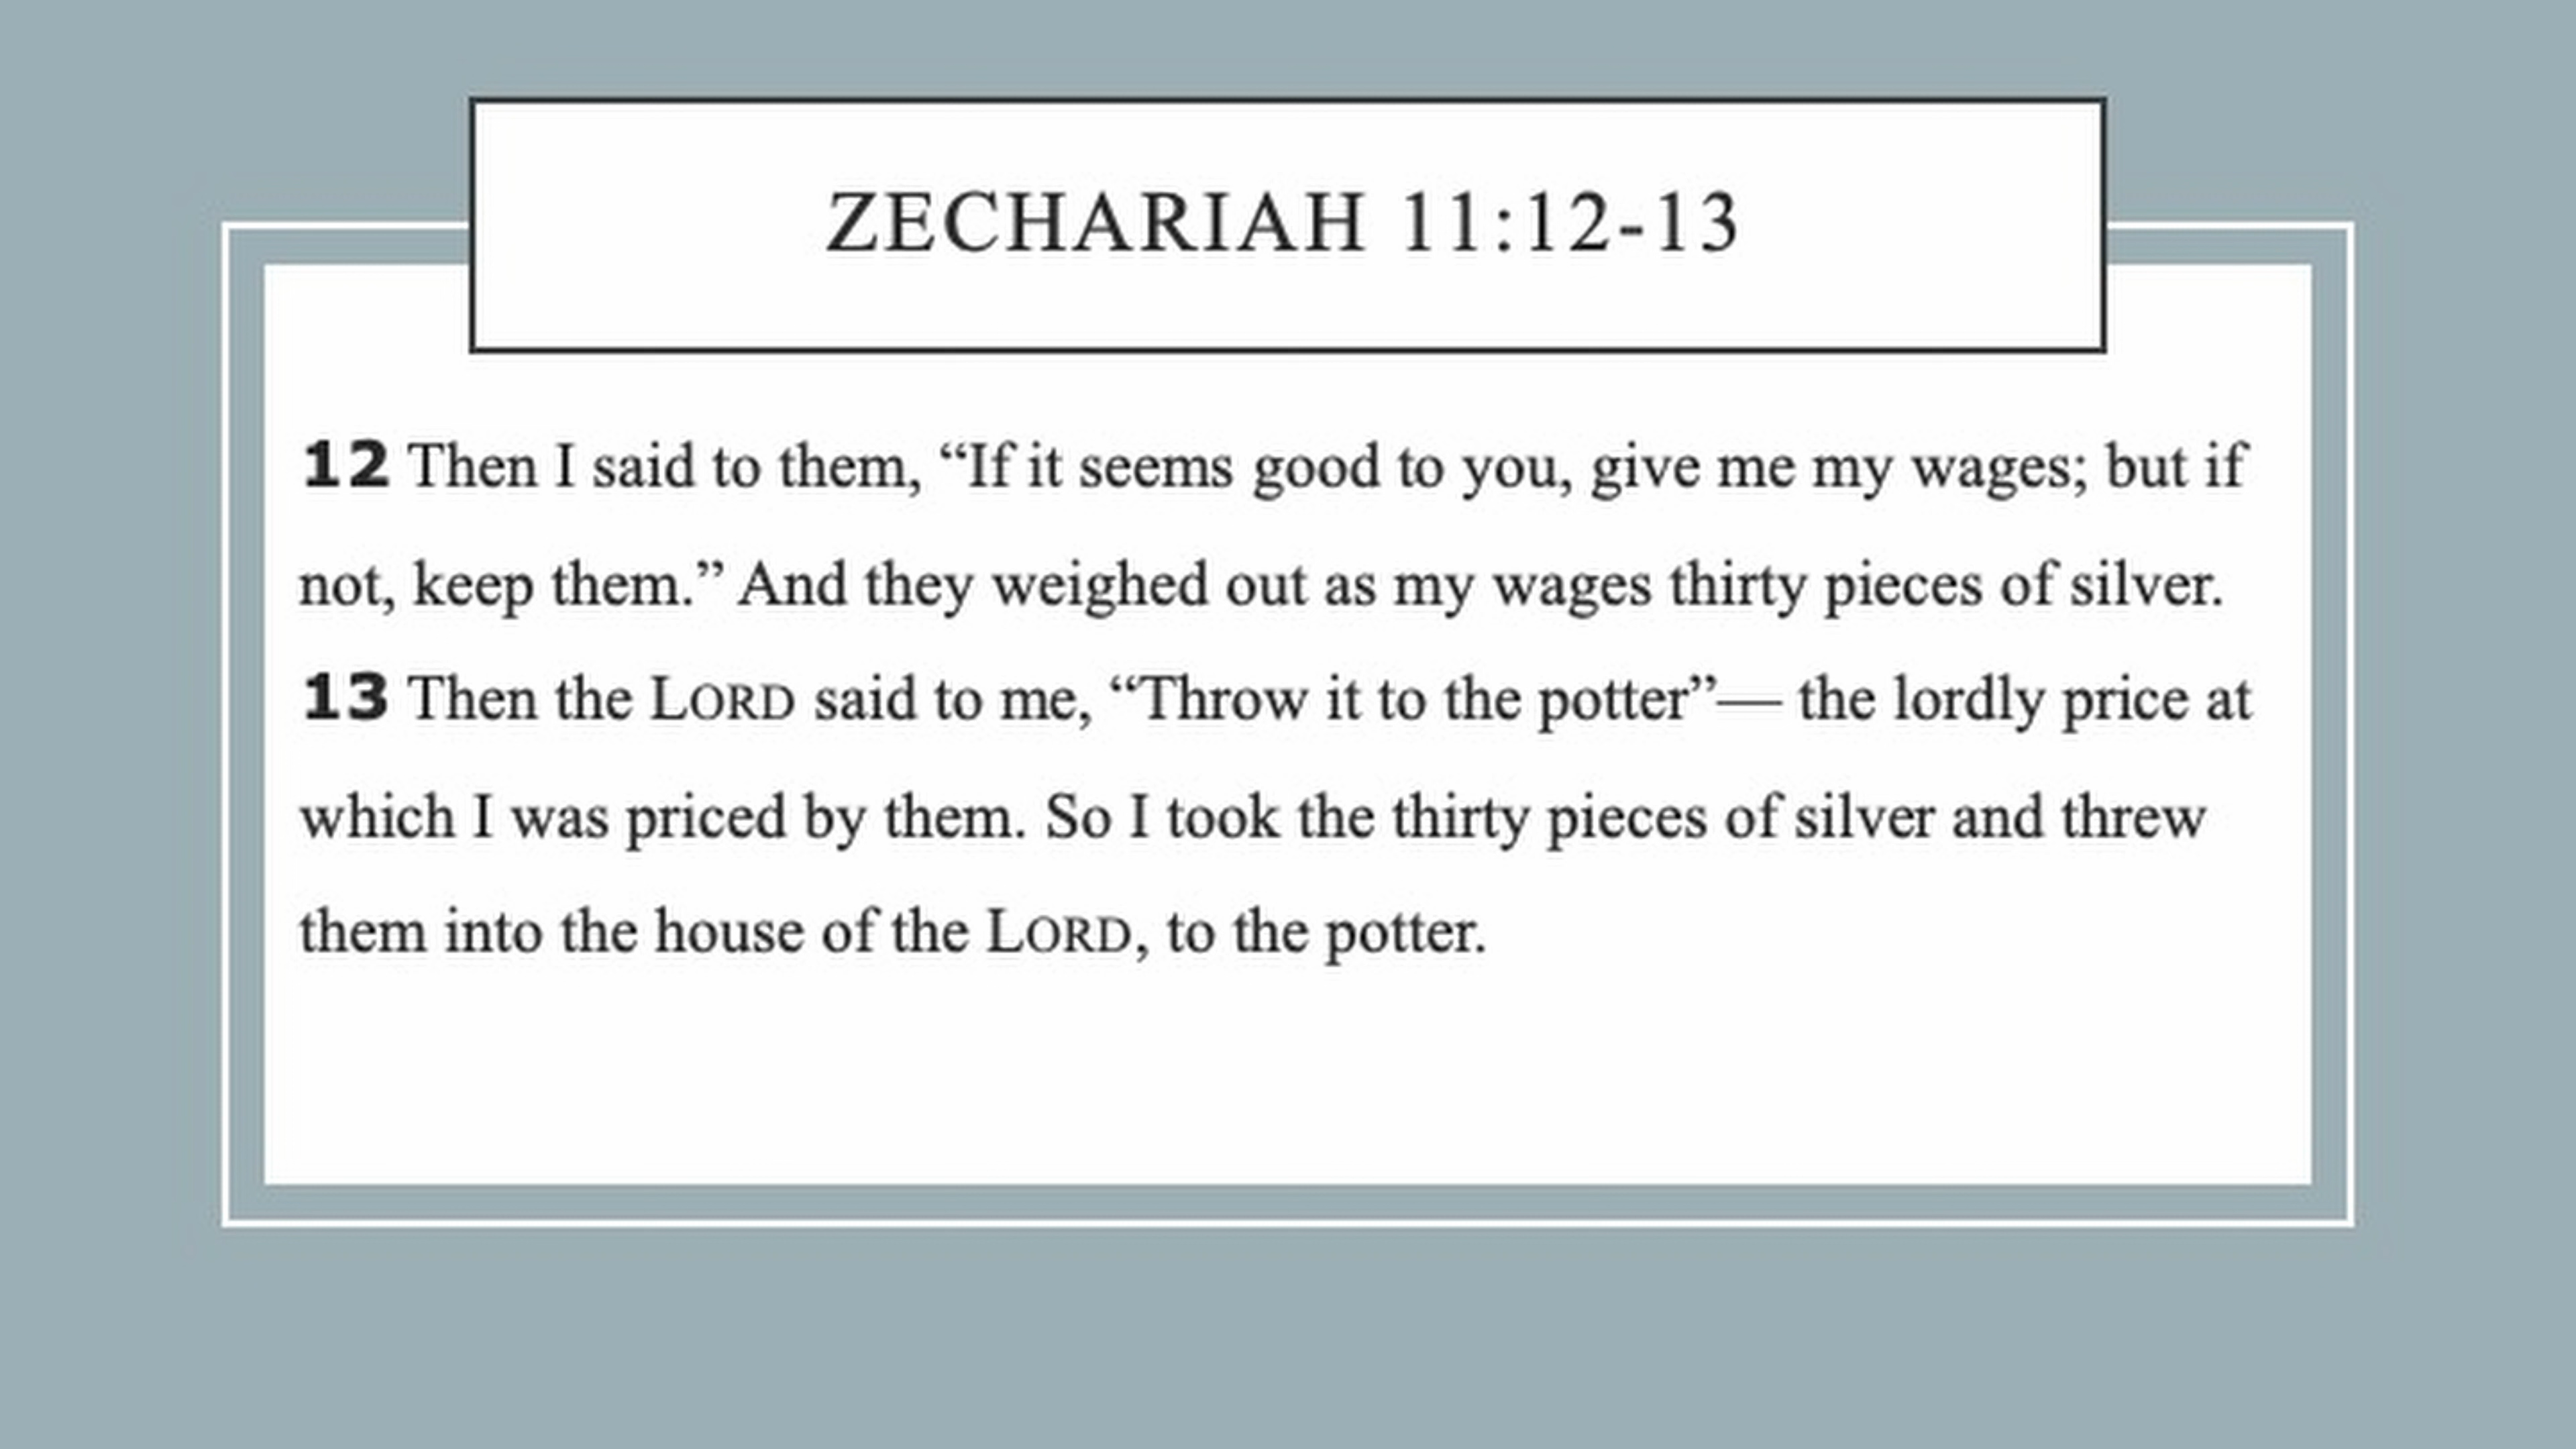 ZECHARIAH 11:12-13
12 Then I said to them, “If it seems good to you, give me my wages; but if
not, keep them.” And they weighed out as my wages thirty pieces of silver.
13 Then the LORD said to me, “Throw it to the potter”— the lordly price at
which I was priced by them. So I took the thirty pieces of silver and threw
them into the house of the LORD, to the potter.